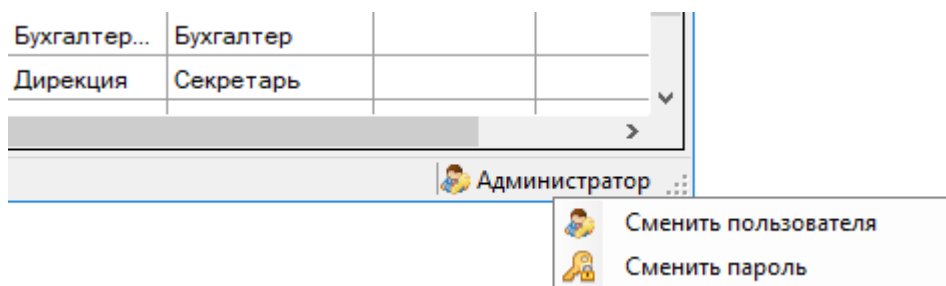 Бухгалтер... Бухгалтер
Дирекция Секретарь
Администратор
Сменить пользователя
Сменить пароль